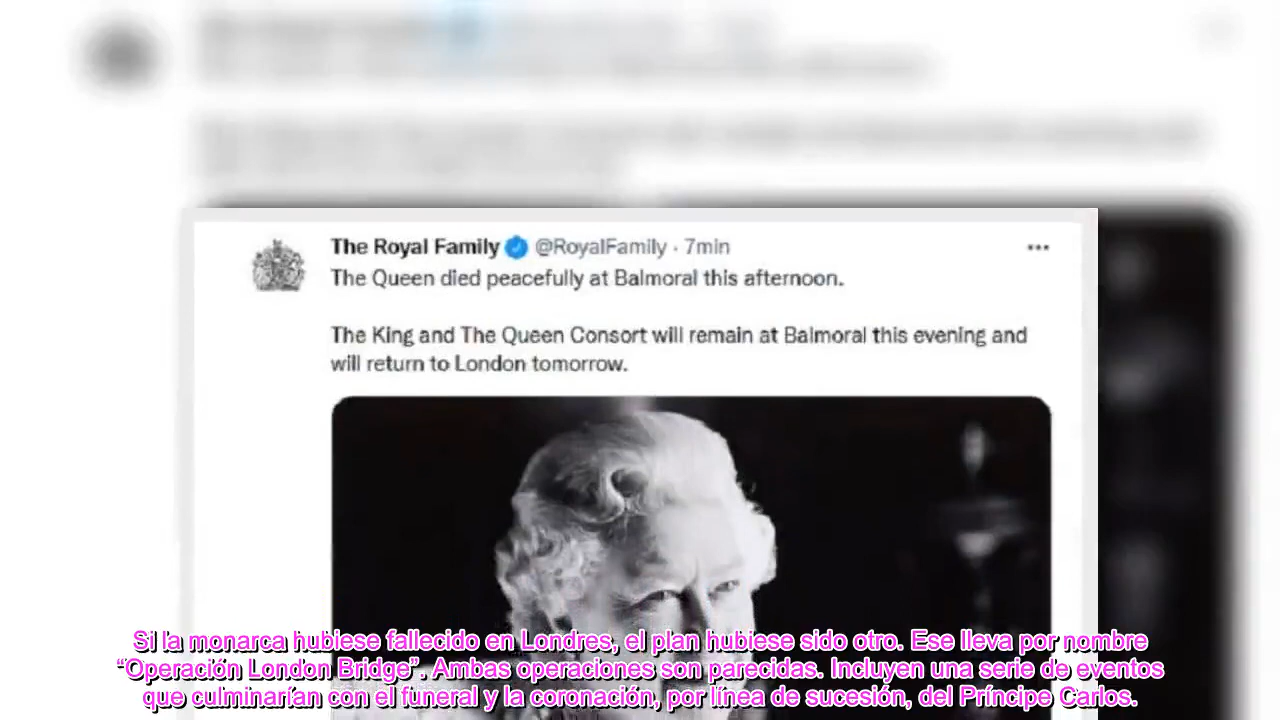 The Royal Family @RoyalFamily · 7min
The Queen died peacefully at Balmoral this afternoon.
The King and The Queen Consort will remain at Balmoral this evening and
will return to London tomorrow.
Si la monarca hubiese fallecido en Londres, el plan hubiese sido otro. Ese lleva por nombre
“Operación London Bridge”. Ambas operaciones son parecidas. Incluyen una serie de eventos
que culminarían con el funeral y la coronación, por línea de sucesión, del Príncipe Carlos.